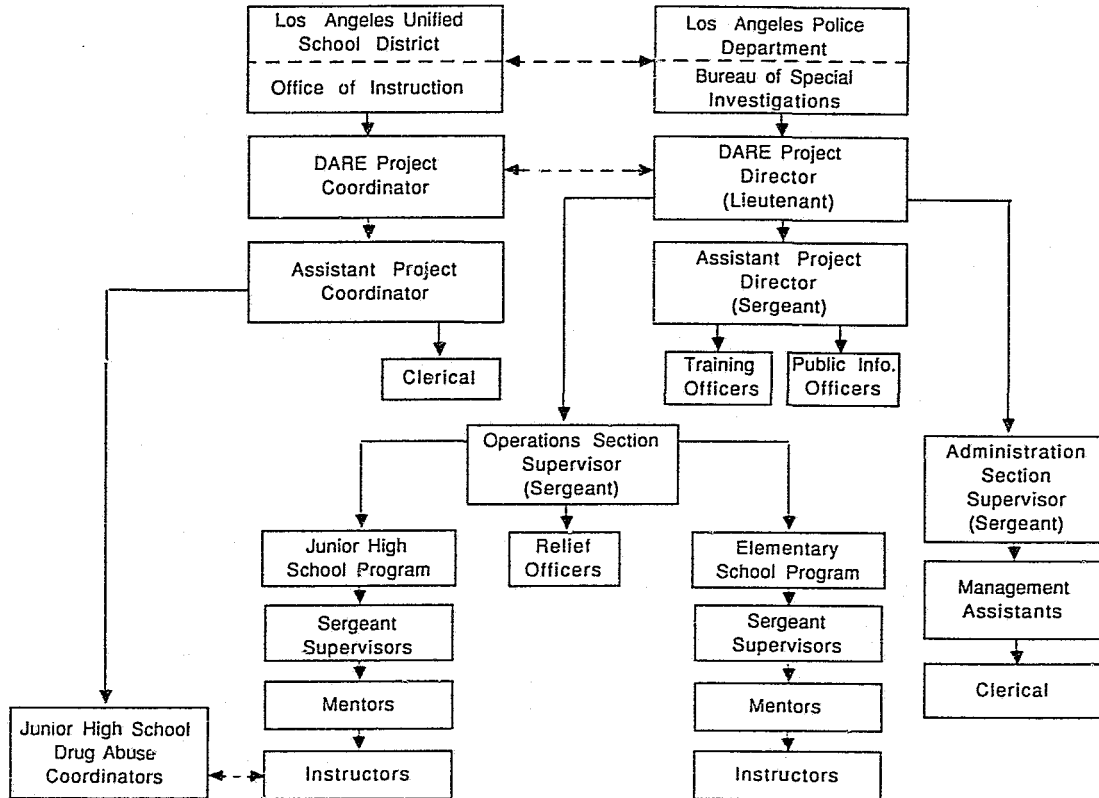 Los Angeles Unified
School District
Office of Instruction
Los Angeles Police
Department
Bureau of Special
Investigations
DARE Project
Coordinator
DARE Project
Director
(Lieutenant)
Assistant Project
Coordinator
Assistant Project
Director
(Sergeant)
Clerical
Training
Officers
Public Info.
Officers
Operations Section
Supervisor
(Sergeant)
Administration
Section
Supervisor
(Sergeant)
Junior High
School Program
Relief
Officers
Elementary
School Program
Management
Assistants
Sergeant
Supervisors
Sergeant
Supervisors
Clerical
Mentors
Mentors
Junior High School
Drug Abuse
Coordinators
Instructors
Instructors